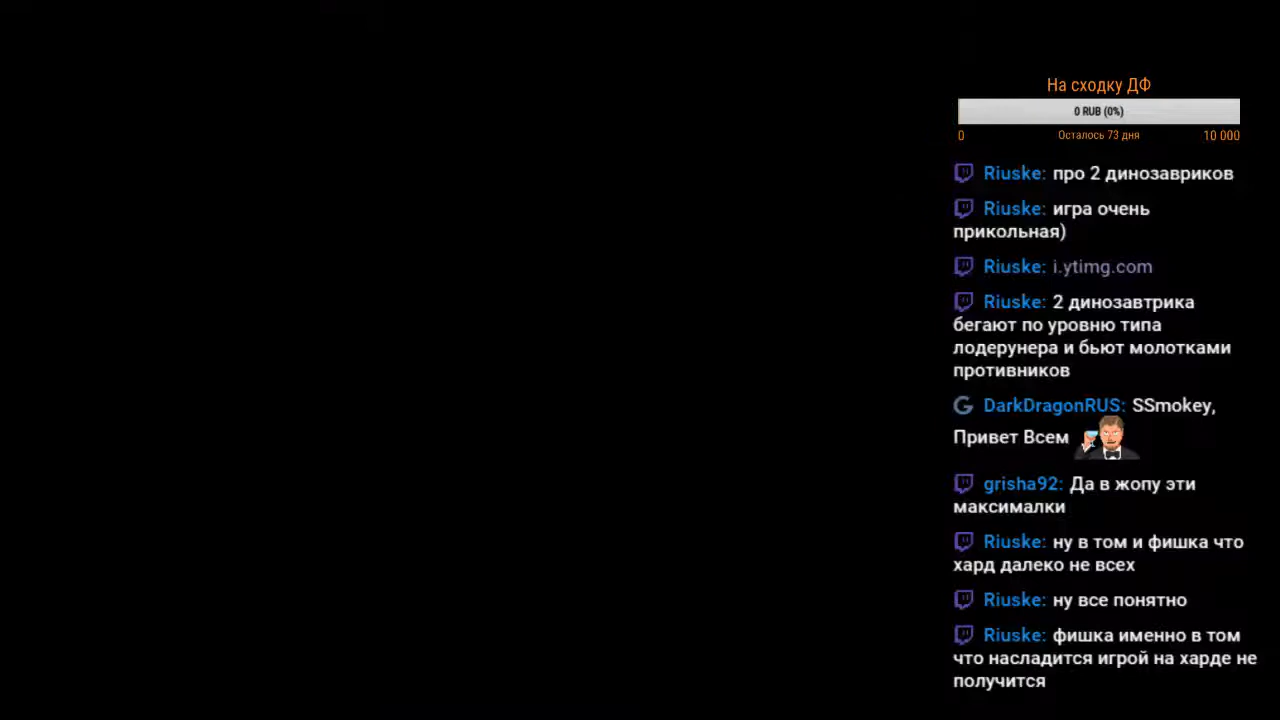 На сходку ДФ
0 RUB (0%)
0 Осталось 73 дня 10 000
Riuske: про 2 динозавриков
Riuske: игра очень
прикольная)
Riuske: i.ytimg.com
Riuske: 2 динозавтрика
бегают по уровню типа
лодерунера и бьют молотками
противников
DarkDragonRUS: SSmokey,
Привет Всем
grisha92: Да в жопу эти
максималки
Riuske: ну в том и фишка что
хард далеко не всех
Riuske: ну все понятно
Riuske: фишка именно в том
что насладится игрой на харде не
получится